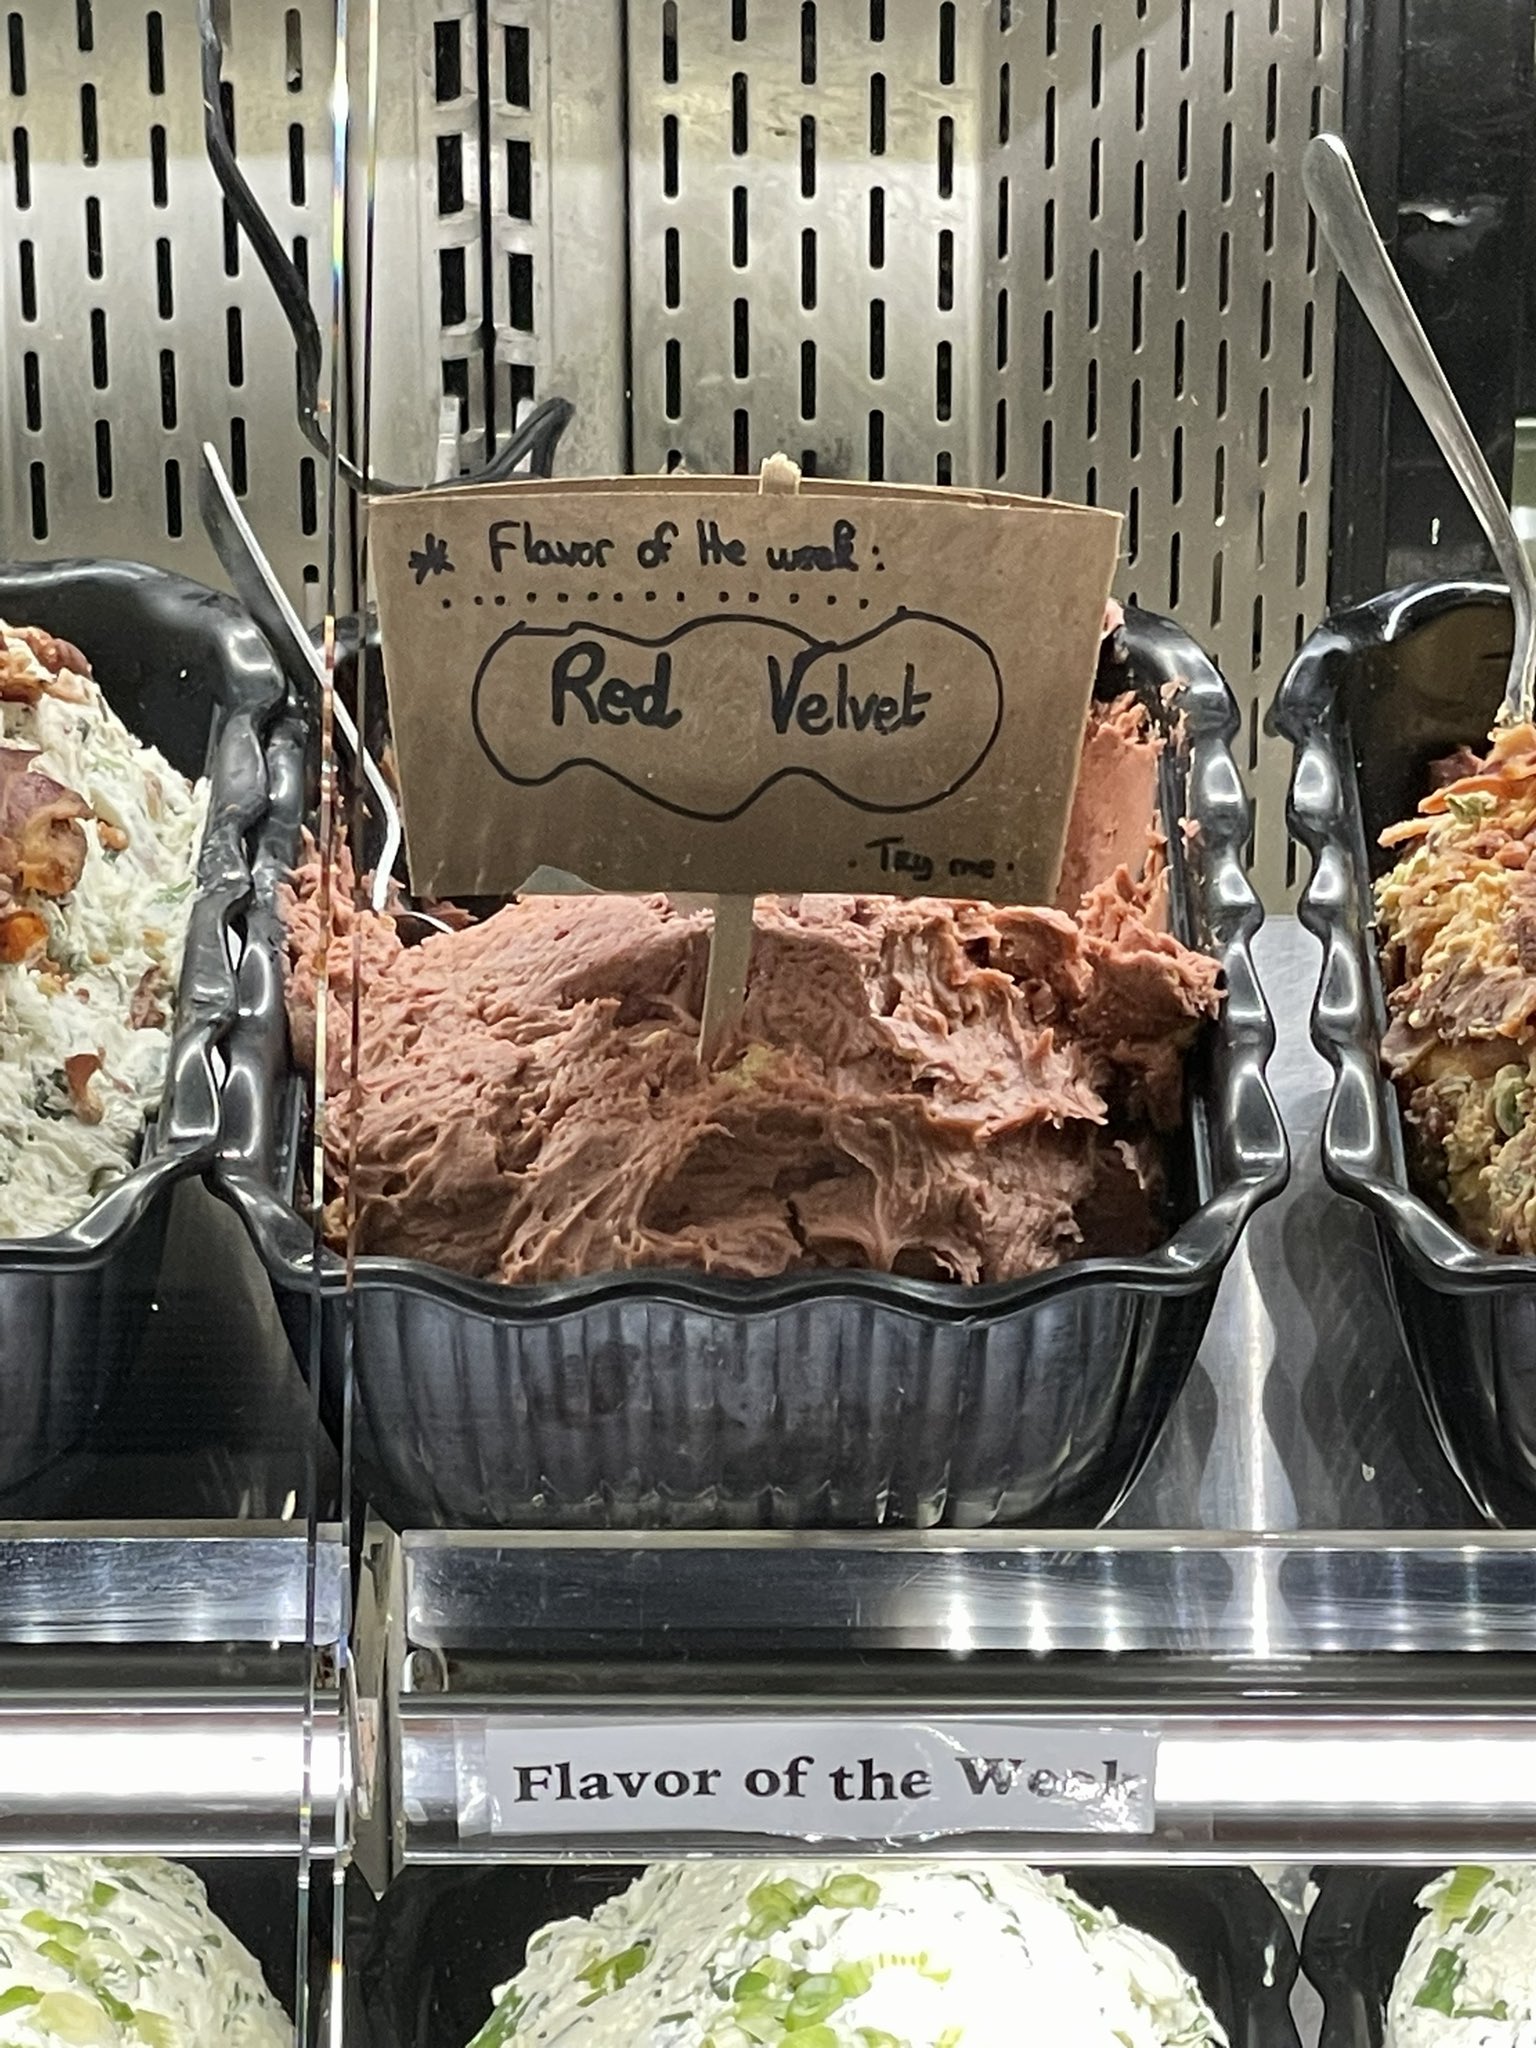 * Flavor of the week:
Red Velvet
. Try me.
Flavor of the Week